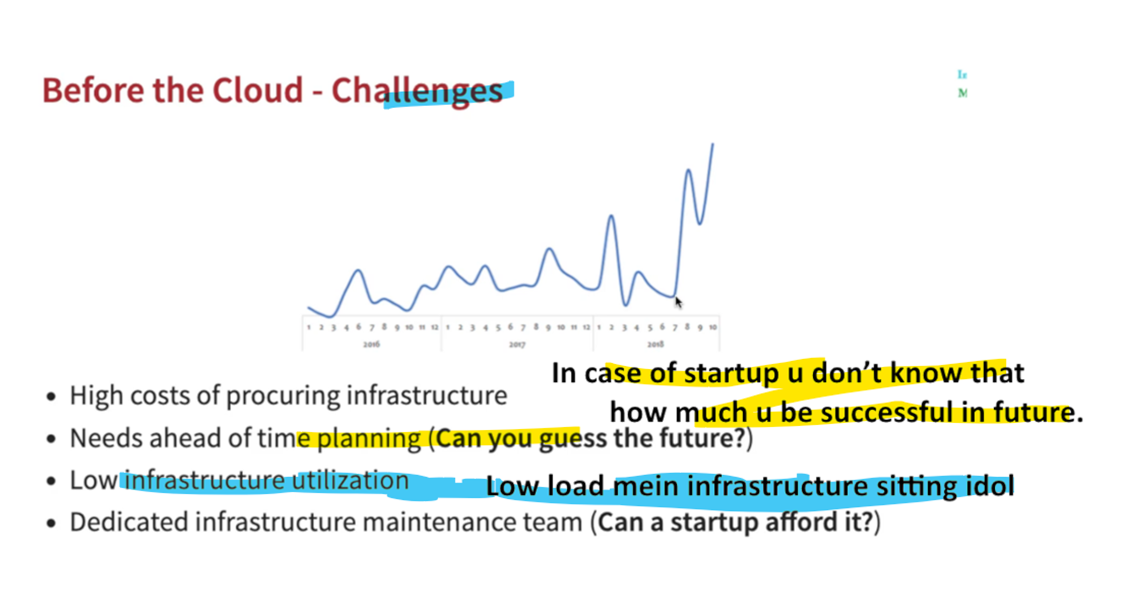 Before the Cloud - Challenges
1 2 3 4 6 7 8 9 10 11 12 1 2 3 4 5 6 7 8 9 10 11 12 1 2 3 4 5 6 7 8 9 10
2016 2017 2018
In case of startup u don’t know that
how much u be successful in future.
• High costs of procuring infrastructure
• Needs ahead of time planning (Can you guess the future?)
• Low infrastructure utilization
Low load mein infrastructure sitting idol
• Dedicated infrastructure maintenance team (Can a startup afford it?)